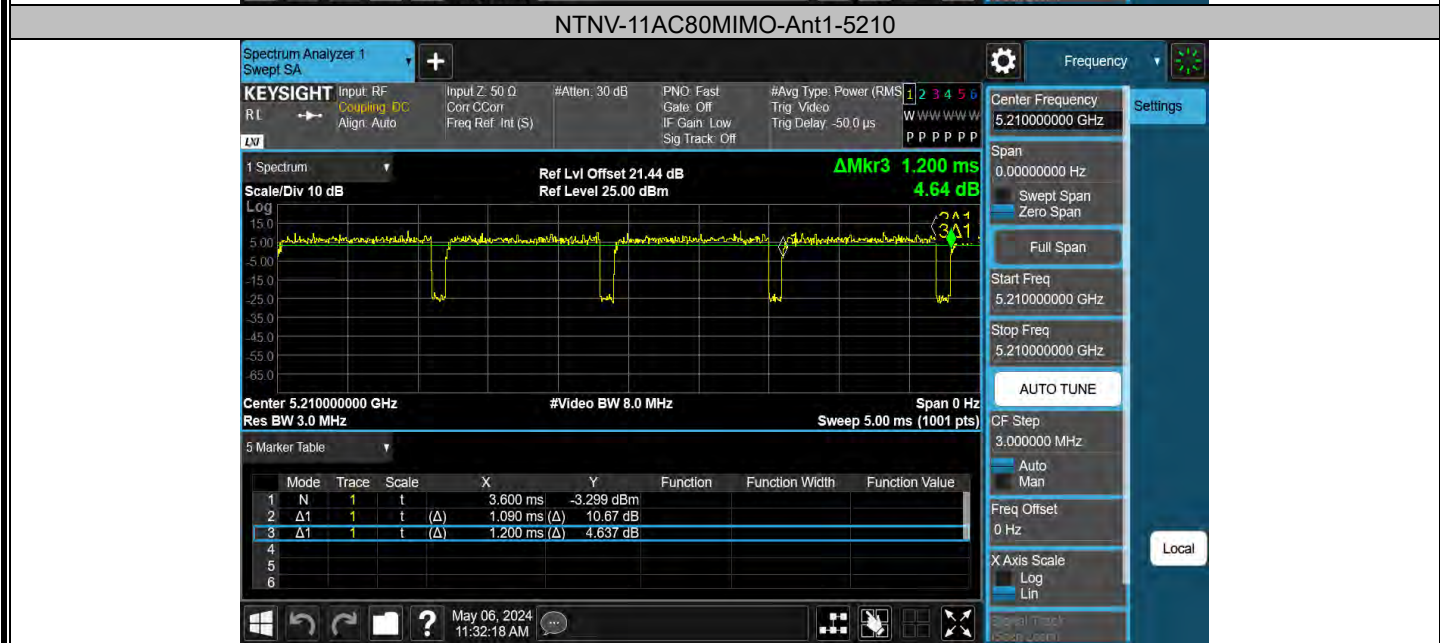 NTNV-11AC80MIMO-Ant1-5210
Spectrum Analyzer 1
Swept SA
+
Frequency
KEYSIGHT
RL
LXI
Input: RF
Coupling: DC
Align: Auto
Input Z: 50 Ω
Corr CCorr
Freq Ref: Int (S)
#Atten: 30 dB
PNO: Fast
Gate: Off
IF Gain: Low
Sig Track: Off
#Avg Type: Power (RMS
Trig: Video
Trig Delay: -50.0 µs
1 2 3 4 5 6
W W W W W W
P P P P P P
Center Frequency
5.210000000 GHz
Settings
1 Spectrum
Scale/Div 10 dB
Ref Lvl Offset 21.44 dB
Ref Level 25.00 dBm
ΔMkr3 1.200 ms
4.64 dB
Span
0.00000000 Hz
Swept Span
Zero Span
Full Span
Start Freq
5.210000000 GHz
Stop Freq
5.210000000 GHz
AUTO TUNE
CF Step
3.000000 MHz
Auto
Man
Freq Offset
0 Hz
X Axis Scale
Log
Lin
Signal Track
(Span Zoom)
Local
Log
15.0
5.00
-5.00
-15.0
-25.0
-35.0
-45.0
-55.0
-65.0
3Δ1
Center 5.210000000 GHz
#Video BW 8.0 MHz
Span 0 Hz
Res BW 3.0 MHz
Sweep 5.00 ms (1001 pts)
5 Marker Table
Mode Trace Scale X Y Function Function Width Function Value
1 N 1 t 3.600 ms -3.299 dBm
2 Δ1 1 t (Δ) 1.090 ms (Δ) 10.67 dB
3 Δ1 1 t (Δ) 1.200 ms (Δ) 4.637 dB
4
5
6
?
May 06, 2024
11:32:18 AM